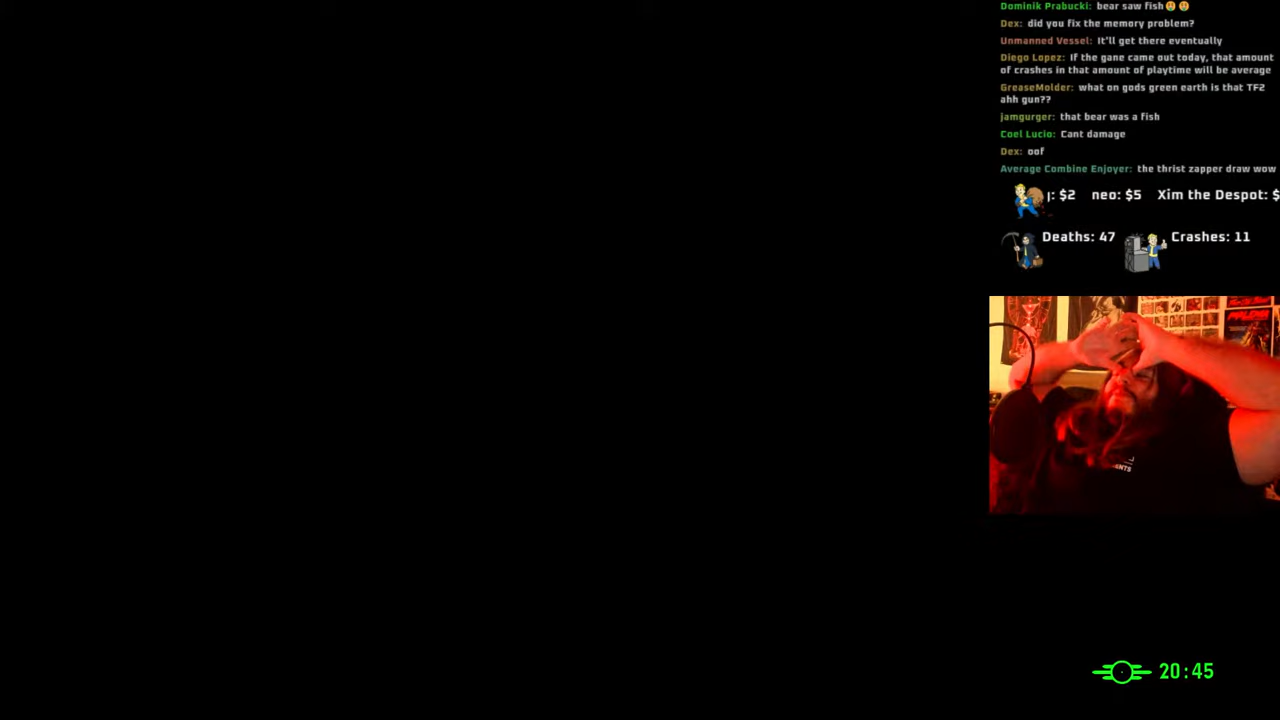 Dominik Prabucki: bear saw fish🥵🥵
Dex: did you fix the memory problem?
Unmanned Vessel: It'll get there eventually
Diego Lopez: If the gane came out today, that amount
of crashes in that amount of playtime will be average
GreaseMolder: what on gods green earth is that TF2
ahh gun??
jamgurger: that bear was a fish
Coel Lucio: Cant damage
Dex: oof
Average Combine Enjoyer: the thrist zapper draw wow
: $2 neo: $5 Xim the Despot: $
Deaths: 47 Crashes: 11
ENTS
20:45